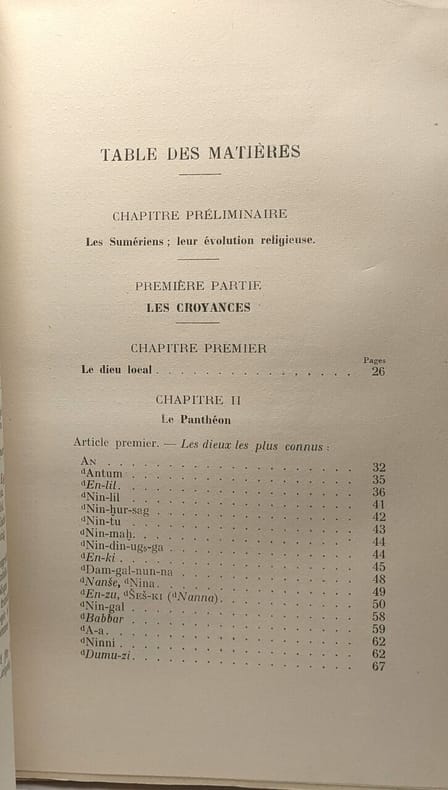 TABLE DES MATIÈRES
CHAPITRE PRÉLIMINAIRE
Les Sumériens ; leur évolution religieuse.
PREMIÈRE PARTIE
LES CROYANCES
CHAPITRE PREMIER
Pages
Le dieu local . . . . . . . . . . . . . . . 26
CHAPITRE II
Le Panthéon
Article premier. — Les dieux les plus connus :
AN . . . . . . . . . . . . . . . 32
ᵈAntum . . . . . . . . . . . . . . . 35
ᵈEn-lil . . . . . . . . . . . . . . . 36
ᵈNin-lil . . . . . . . . . . . . . . . 41
ᵈNin-ḫur-sag . . . . . . . . . . . . . . . 42
ᵈNin-tu . . . . . . . . . . . . . . . 43
ᵈNin-maḫ . . . . . . . . . . . . . . . 44
ᵈNin-din-ug₅-ga . . . . . . . . . . . . . . . 44
ᵈEn-ki . . . . . . . . . . . . . . . 45
ᵈDam-gal-nun-na . . . . . . . . . . . . . . . 48
ᵈNanše, ᵈNina . . . . . . . . . . . . . . . 49
ᵈEn-zu, ᵈŠEŠ-KI (ᵈNanna) . . . . . . . . . . . . 50
ᵈNin-gal . . . . . . . . . . . . . . . 58
ᵈBabbar . . . . . . . . . . . . . . . 59
ᵈA-a . . . . . . . . . . . . . . . 62
ᵈNinni . . . . . . . . . . . . . . . 62
ᵈDumu-zi . . . . . . . . . . . . . . . 67